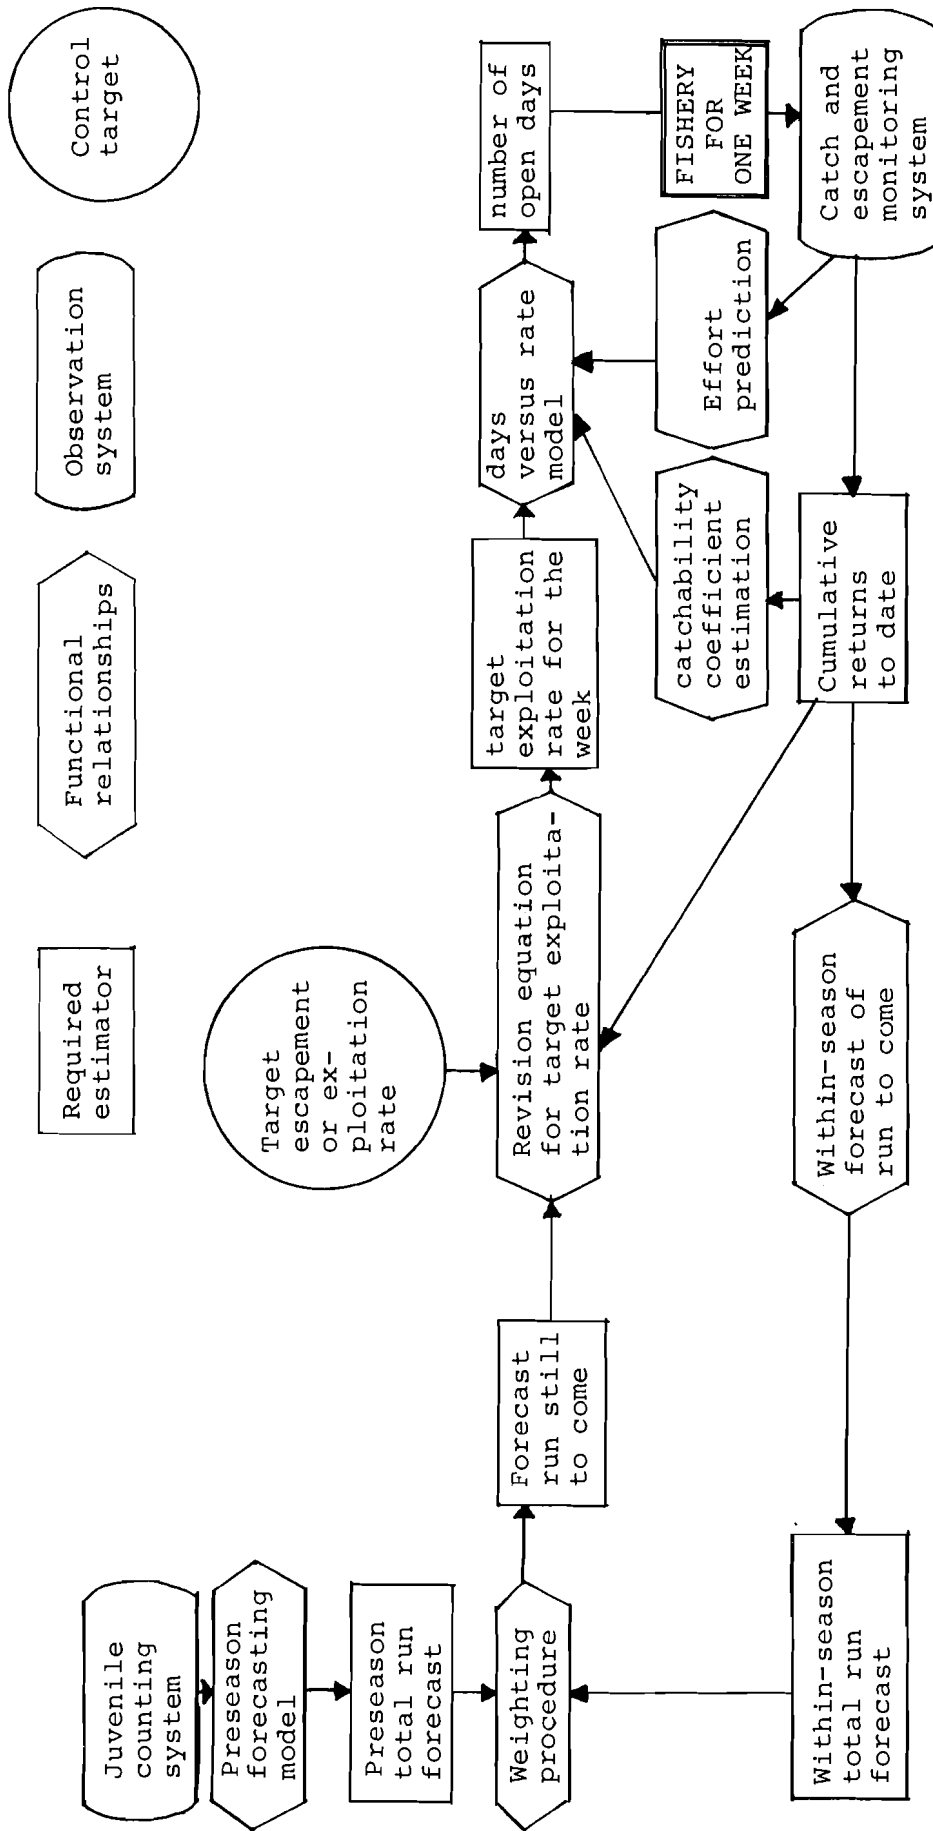 Required
estimator
Functional
relationships
Observation
system
Control
target
Juvenile
counting
system
Preseason
forecasting
model
Preseason
total run
forecast
Weighting
procedure
Forecast
run still
to come
Target
escapement
or ex-
ploitation
rate
Revision equation
for target exploita-
tion rate
target
exploitation
rate for the
week
days
versus rate
model
number of
open days
FISHERY
FOR
ONE WEEK
Effort
prediction
catchability
coefficient
estimation
Catch and
escapement
monitoring
system
Cumulative
returns
to date
Within-season
forecast of
run to come
Within-season
total run
forecast